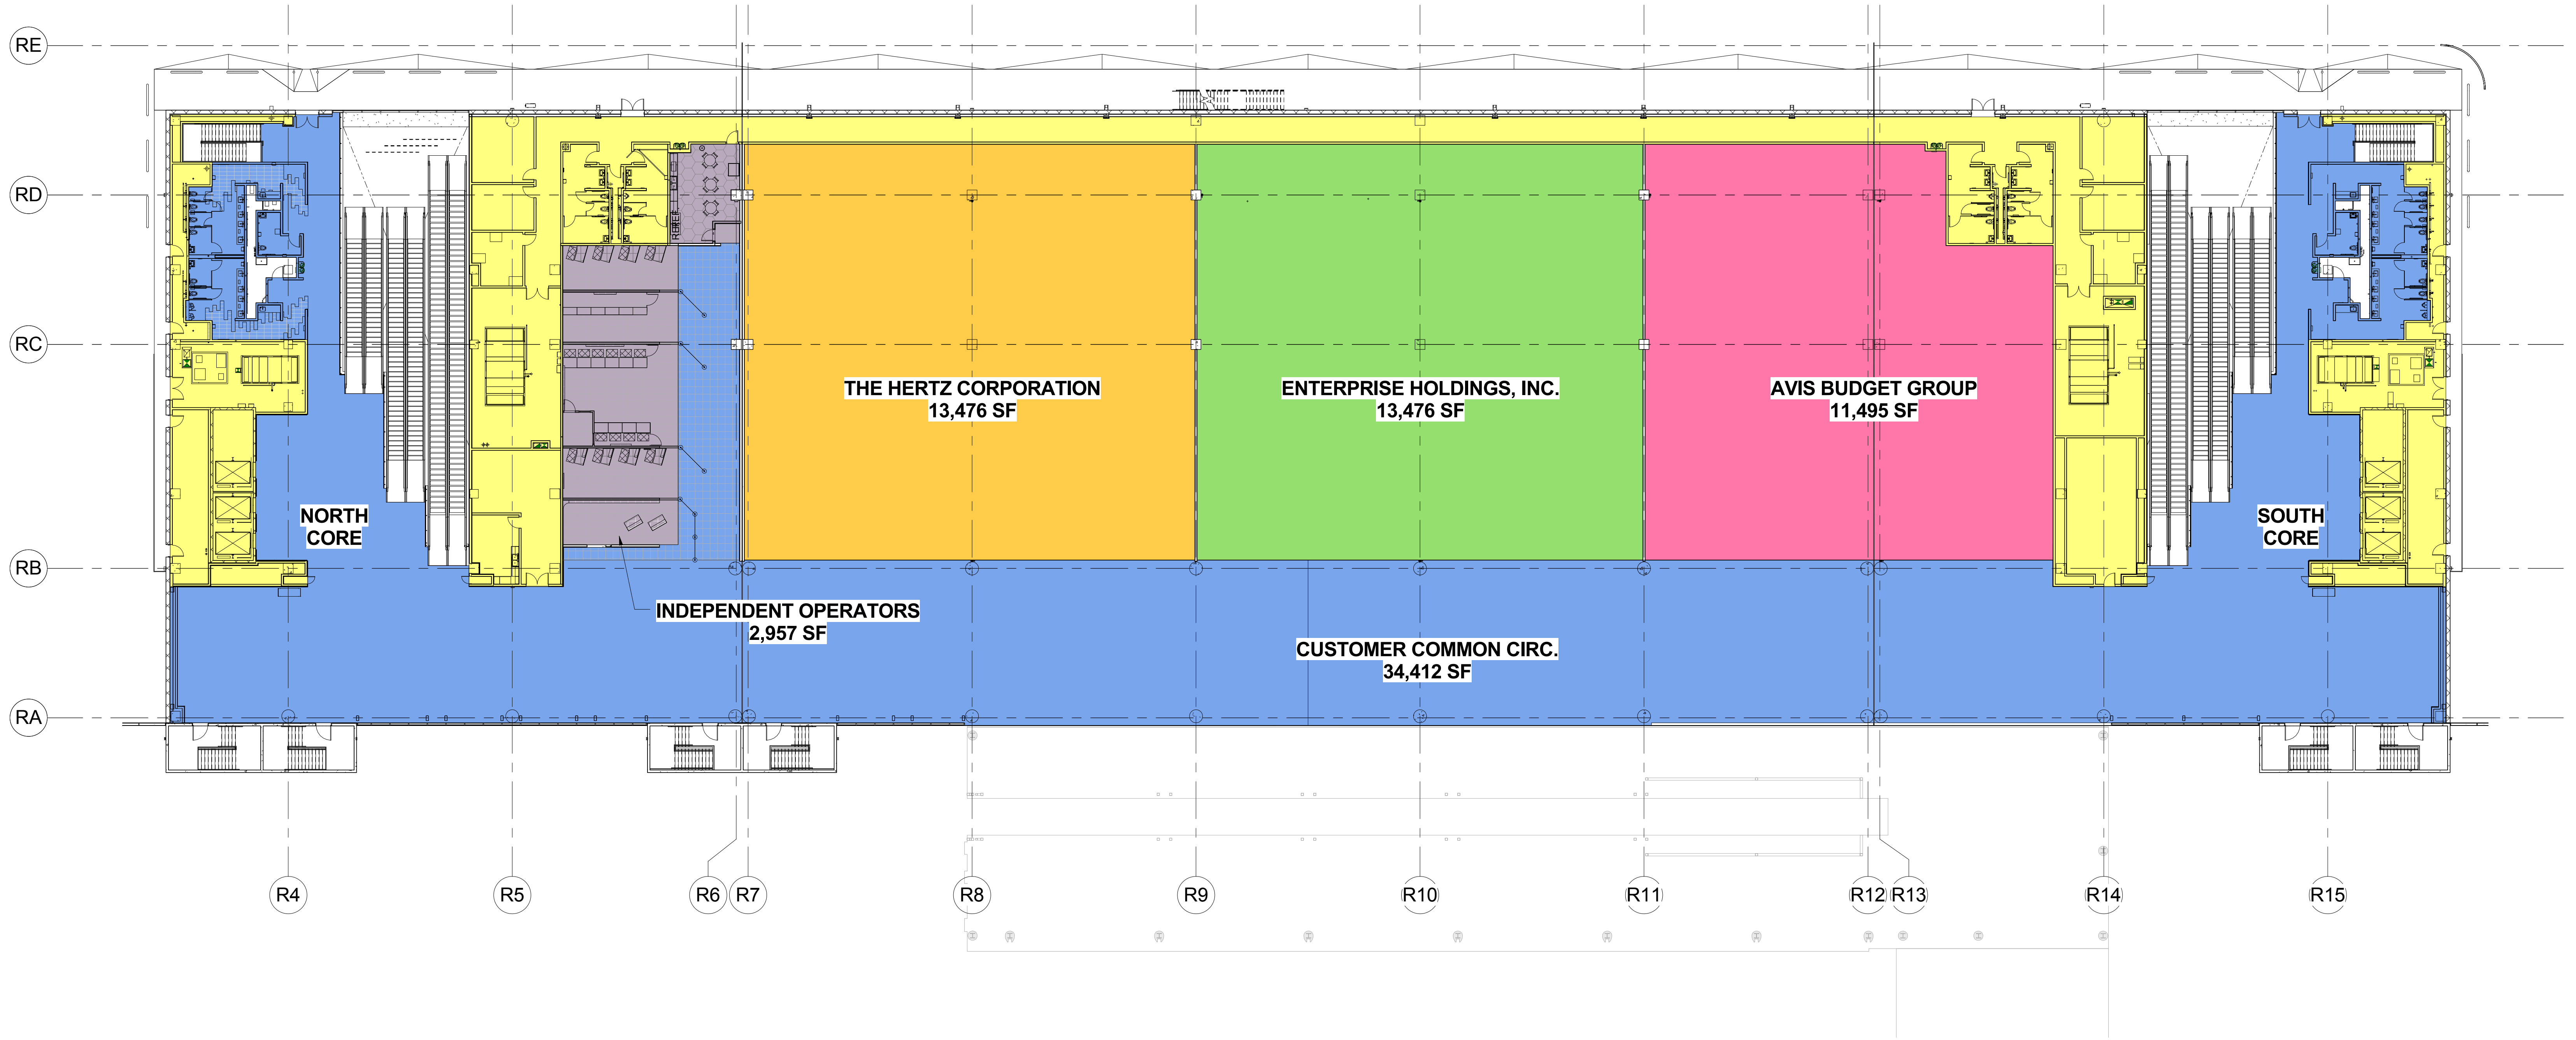 RE
RD
RC
RB
RA
THE HERTZ CORPORATION
13,476 SF
ENTERPRISE HOLDINGS, INC.
13,476 SF
AVIS BUDGET GROUP
11,495 SF
NORTH
CORE
SOUTH
CORE
INDEPENDENT OPERATORS
2,957 SF
CUSTOMER COMMON CIRC.
34,412 SF
R4
R5
R6
R7
R8
R9
R10
R11
R12
R13
R14
R15